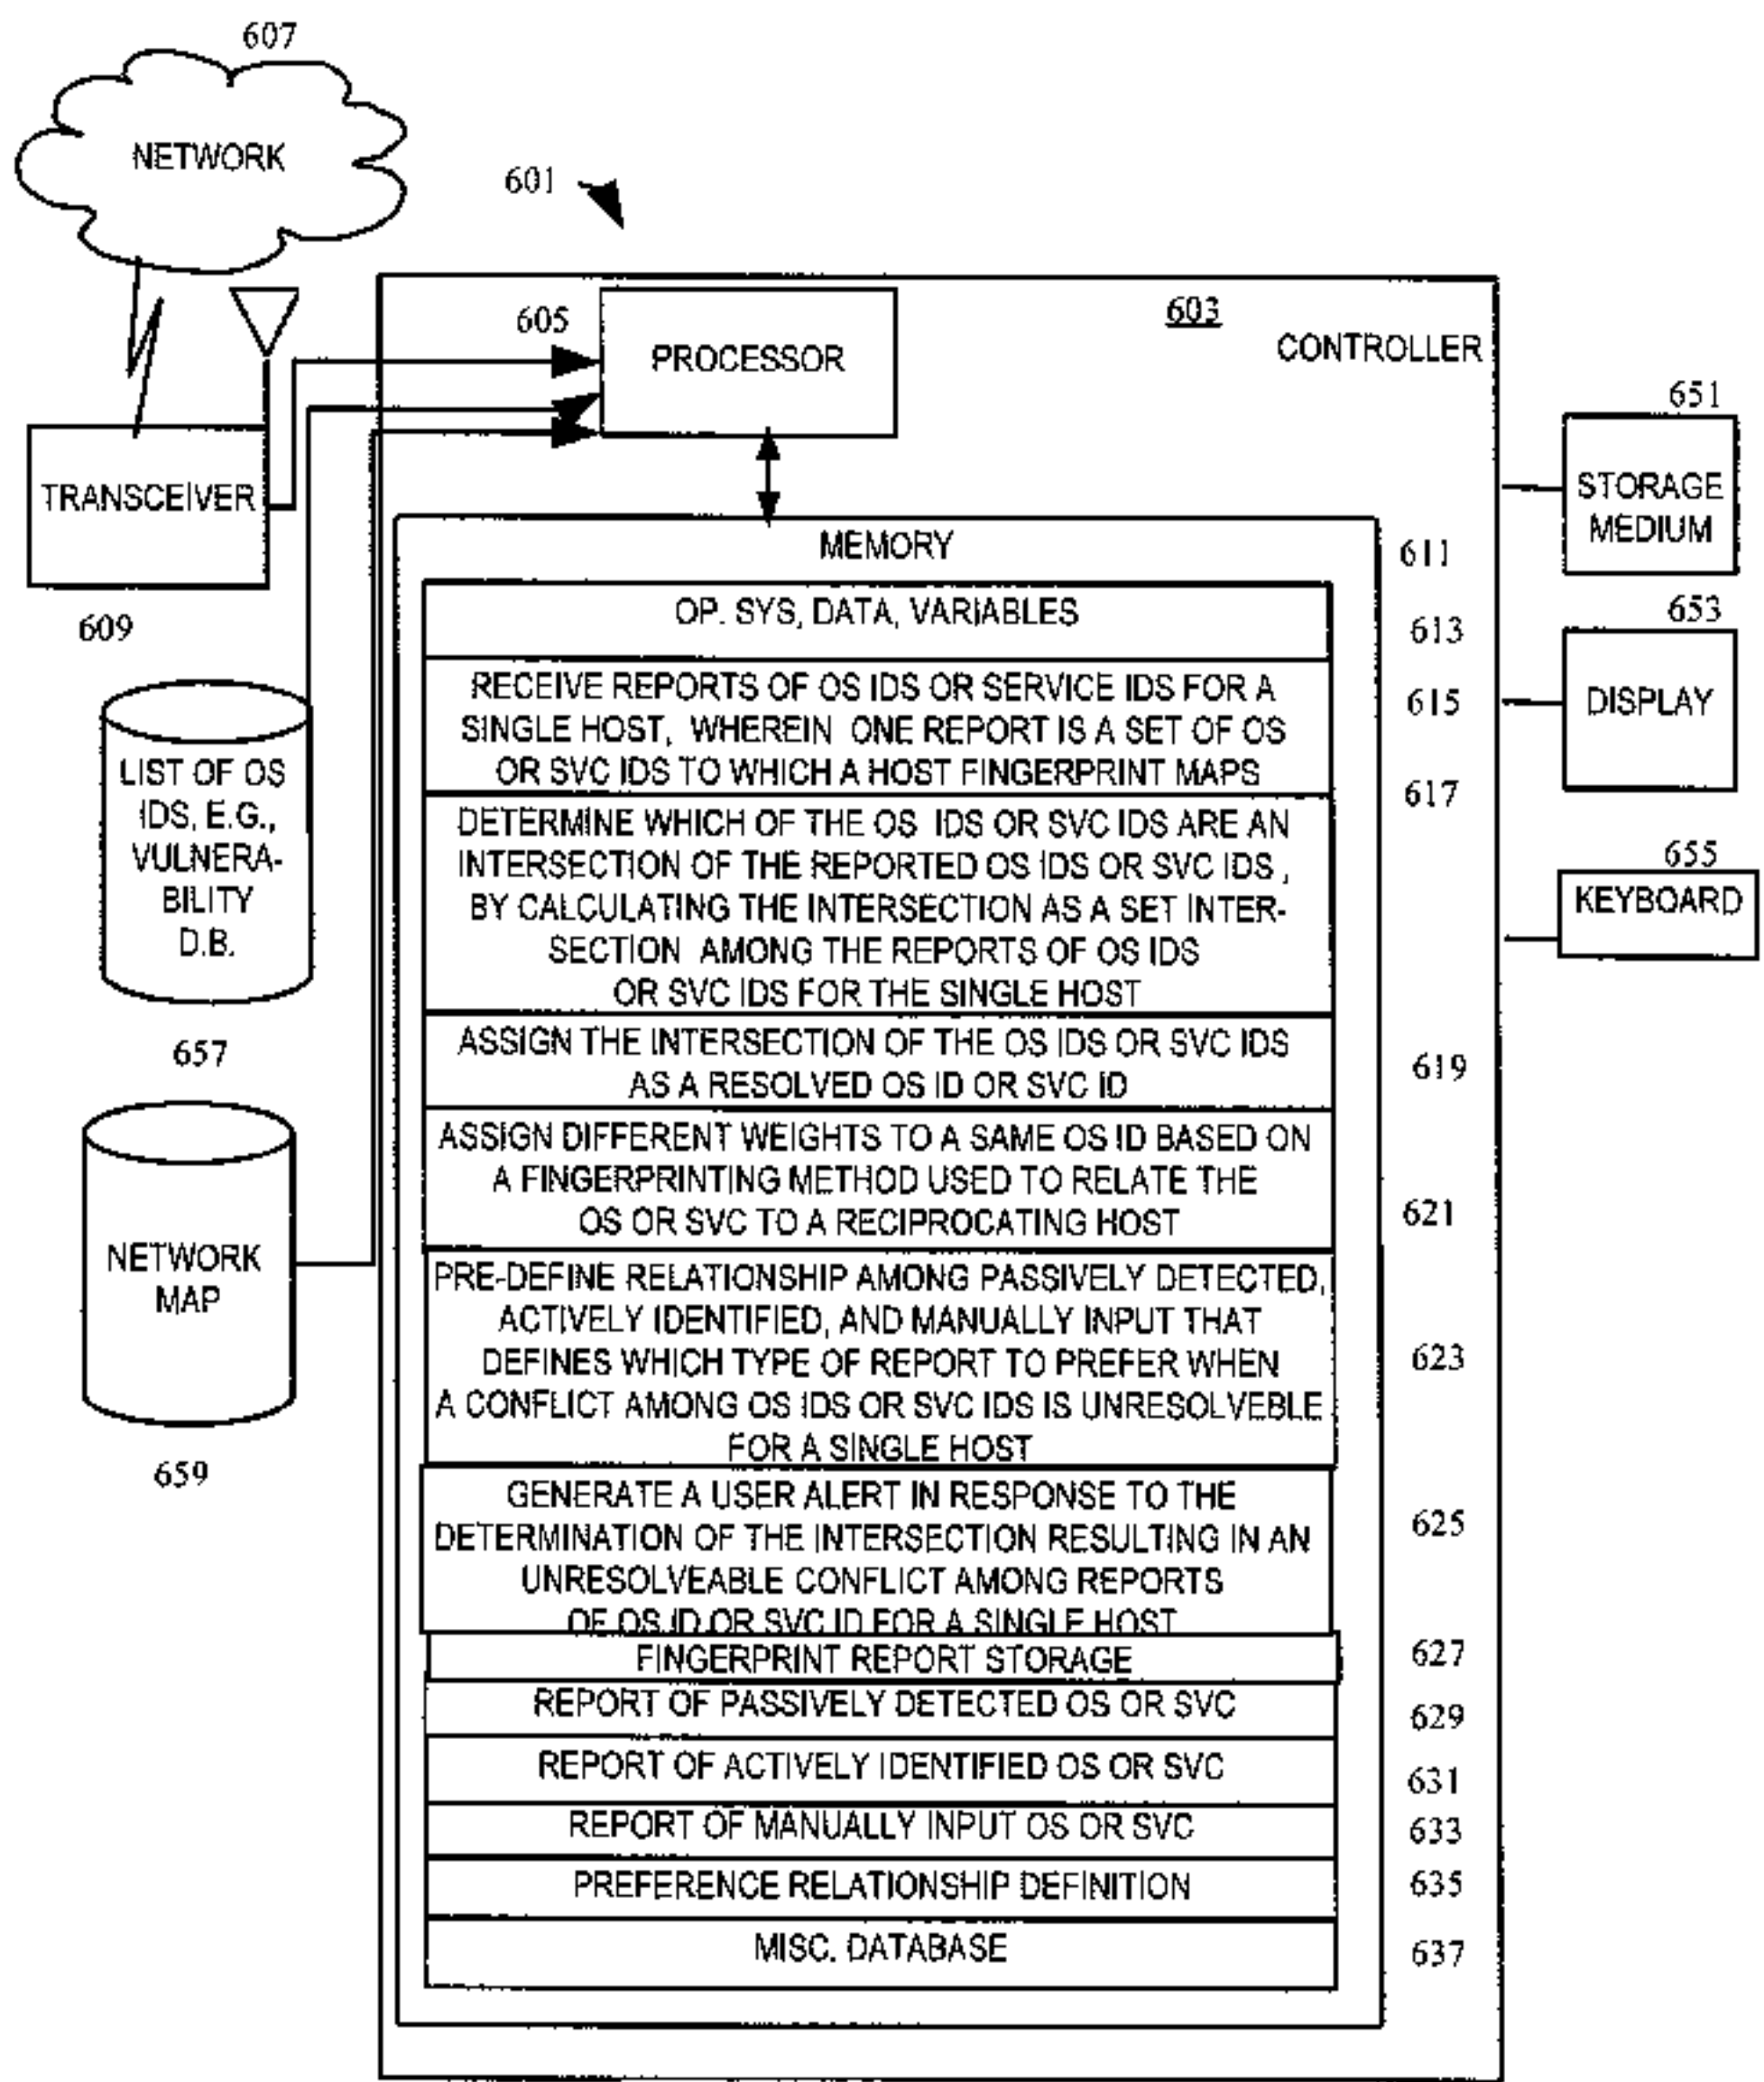 607
NETWORK
601
603
CONTROLLER
605
PROCESSOR
651
STORAGE
MEDIUM
TRANSCEIVER
609
MEMORY
611
OP. SYS, DATA, VARIABLES
613
653
DISPLAY
RECEIVE REPORTS OF OS IDS OR SERVICE IDS FOR A
SINGLE HOST, WHEREIN ONE REPORT IS A SET OF OS
OR SVC IDS TO WHICH A HOST FINGERPRINT MAPS
615
617
LIST OF OS
IDS, E.G.,
VULNERA-
BILITY
D.B.
657
DETERMINE WHICH OF THE OS IDS OR SVC IDS ARE AN
INTERSECTION OF THE REPORTED OS IDS OR SVC IDS ,
BY CALCULATING THE INTERSECTION AS A SET INTER-
SECTION AMONG THE REPORTS OF OS IDS
OR SVC IDS FOR THE SINGLE HOST
655
KEYBOARD
ASSIGN THE INTERSECTION OF THE OS IDS OR SVC IDS
AS A RESOLVED OS ID OR SVC ID
619
ASSIGN DIFFERENT WEIGHTS TO A SAME OS ID BASED ON
A FINGERPRINTING METHOD USED TO RELATE THE
OS OR SVC TO A RECIPROCATING HOST
621
NETWORK
MAP
659
PRE-DEFINE RELATIONSHIP AMONG PASSIVELY DETECTED,
ACTIVELY IDENTIFIED, AND MANUALLY INPUT THAT
DEFINES WHICH TYPE OF REPORT TO PREFER WHEN
A CONFLICT AMONG OS IDS OR SVC IDS IS UNRESOLVEBLE
FOR A SINGLE HOST
623
GENERATE A USER ALERT IN RESPONSE TO THE
DETERMINATION OF THE INTERSECTION RESULTING IN AN
UNRESOLVEABLE CONFLICT AMONG REPORTS
OF OS ID OR SVC ID FOR A SINGLE HOST
625
FINGERPRINT REPORT STORAGE
627
REPORT OF PASSIVELY DETECTED OS OR SVC
629
REPORT OF ACTIVELY IDENTIFIED OS OR SVC
631
REPORT OF MANUALLY INPUT OS OR SVC
633
PREFERENCE RELATIONSHIP DEFINITION
635
MISC. DATABASE
637